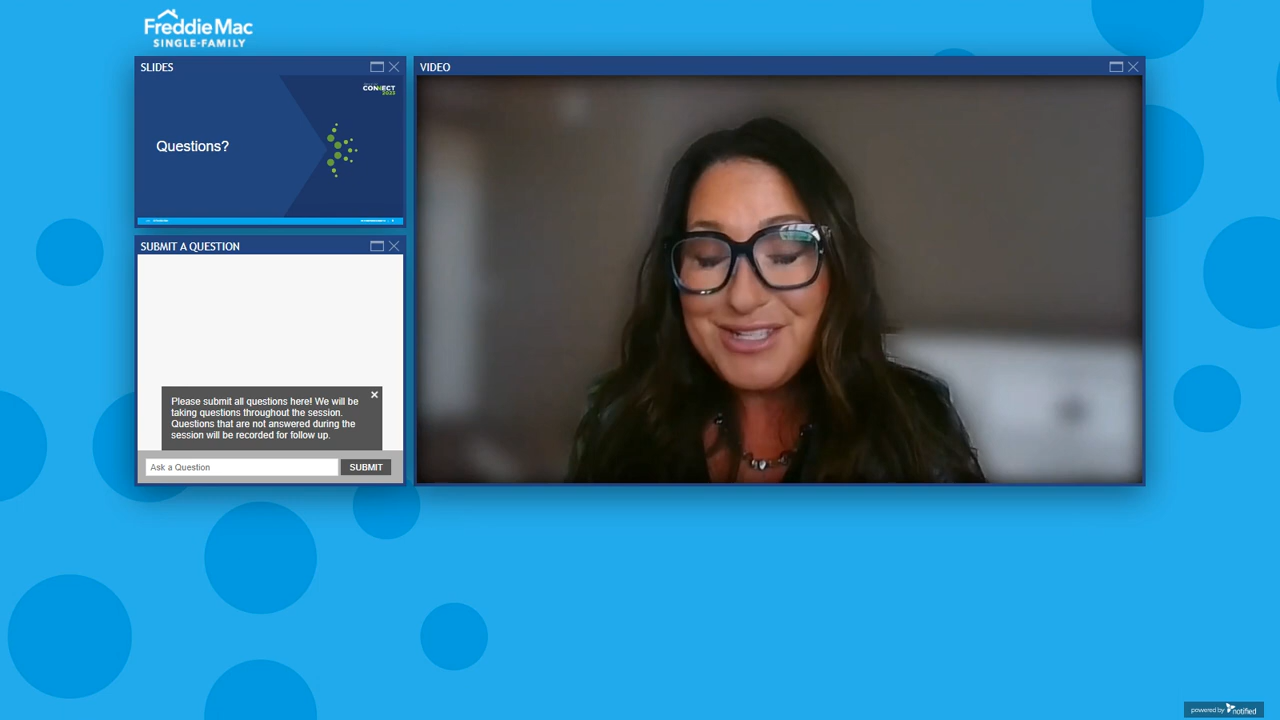 Freddie Mac
SINGLE-FAMILY
SLIDES
CONNECT
2023
Questions?
VIDEO
SUBMIT A QUESTION
Please submit all questions here! We will be
taking questions throughout the session.
Questions that are not answered during the
session will be recorded for follow up.
Ask a Question
SUBMIT
powered by notified